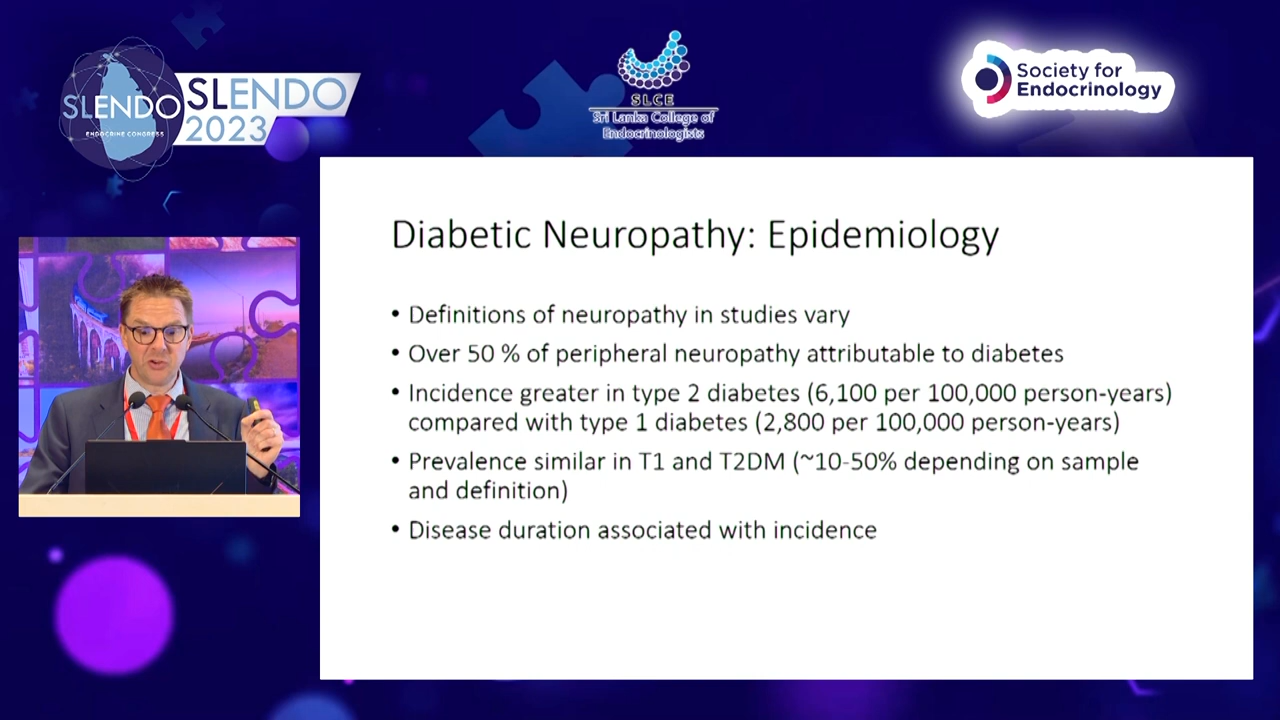 SLENDO
ENDOCRINE CONGRESS
SLENDO
2023
SLCE
Sri Lanka College of
Endocrinologists
Society for
Endocrinology
Diabetic Neuropathy: Epidemiology
• Definitions of neuropathy in studies vary
• Over 50 % of peripheral neuropathy attributable to diabetes
• Incidence greater in type 2 diabetes (6,100 per 100,000 person-years)
compared with type 1 diabetes (2,800 per 100,000 person-years)
• Prevalence similar in T1 and T2DM (~10-50% depending on sample
and definition)
• Disease duration associated with incidence